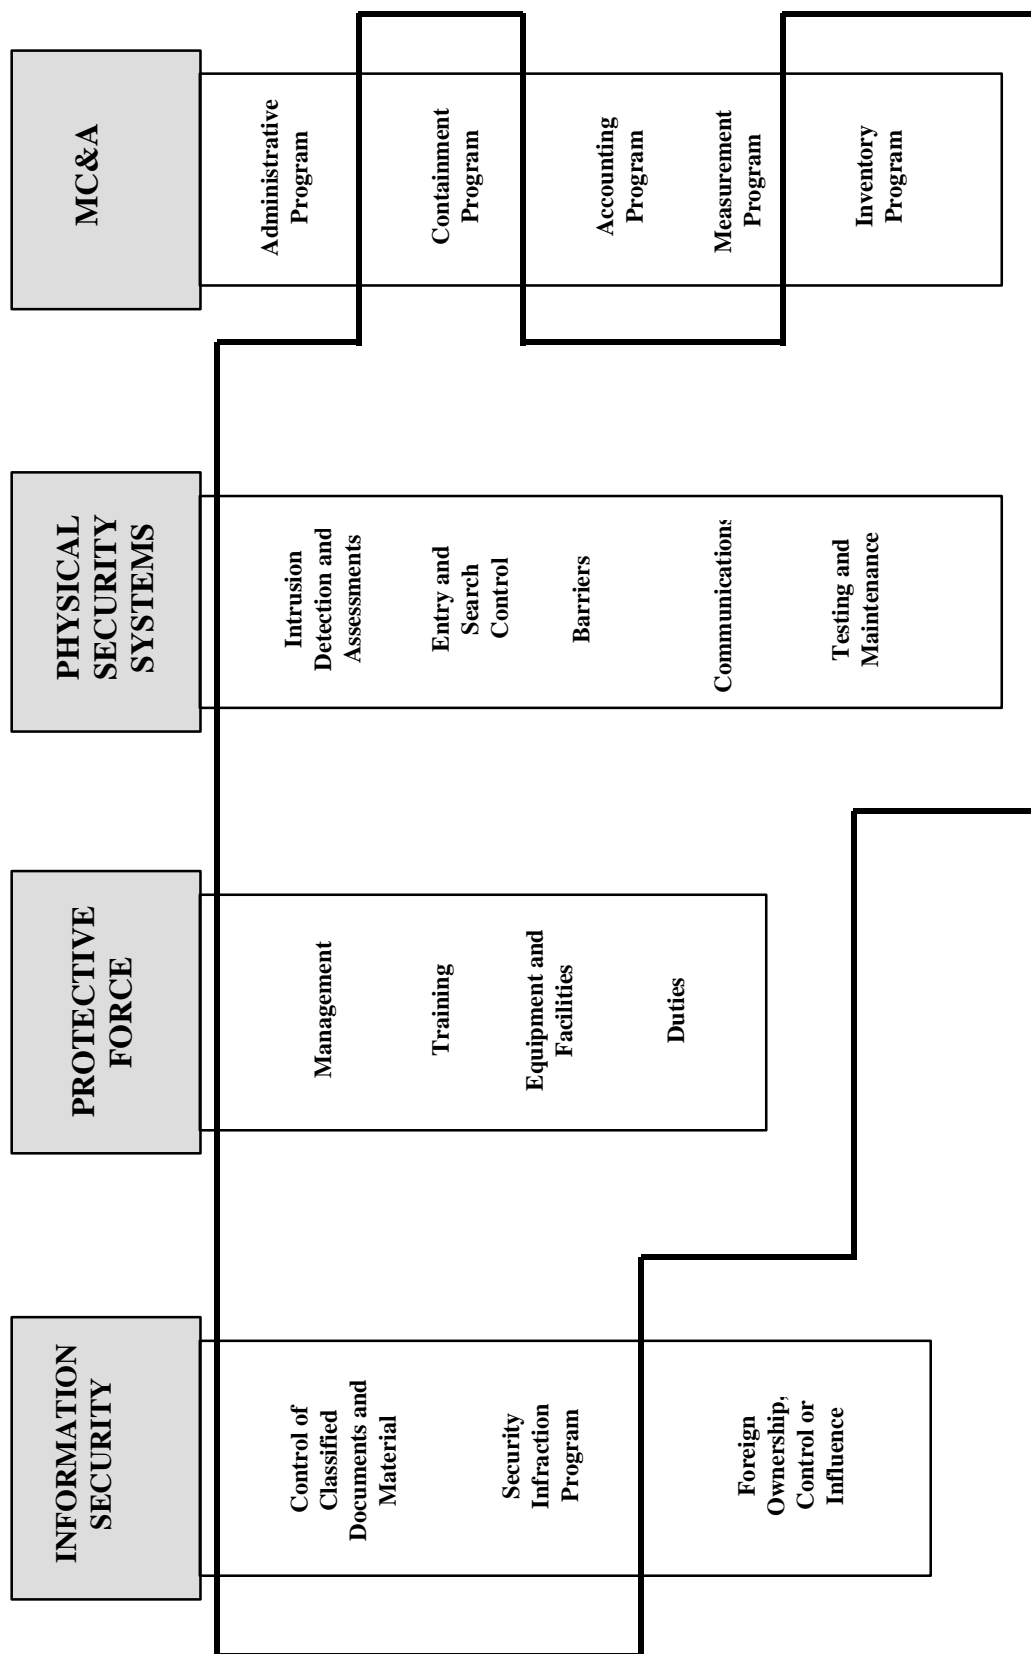 INFORMATION
SECURITY
Control of
Classified
Documents and
Material
Security
Infraction
Program
Foreign
Ownership,
Control or
Influence
PROTECTIVE
FORCE
Management
Training
Equipment and
Facilities
Duties
PHYSICAL
SECURITY
SYSTEMS
Intrusion
Detection and
Assessments
Entry and
Search
Control
Barriers
Communications
Testing and
Maintenance
MC&A
Administrative
Program
Containment
Program
Accounting
Program
Measurement
Program
Inventory
Program